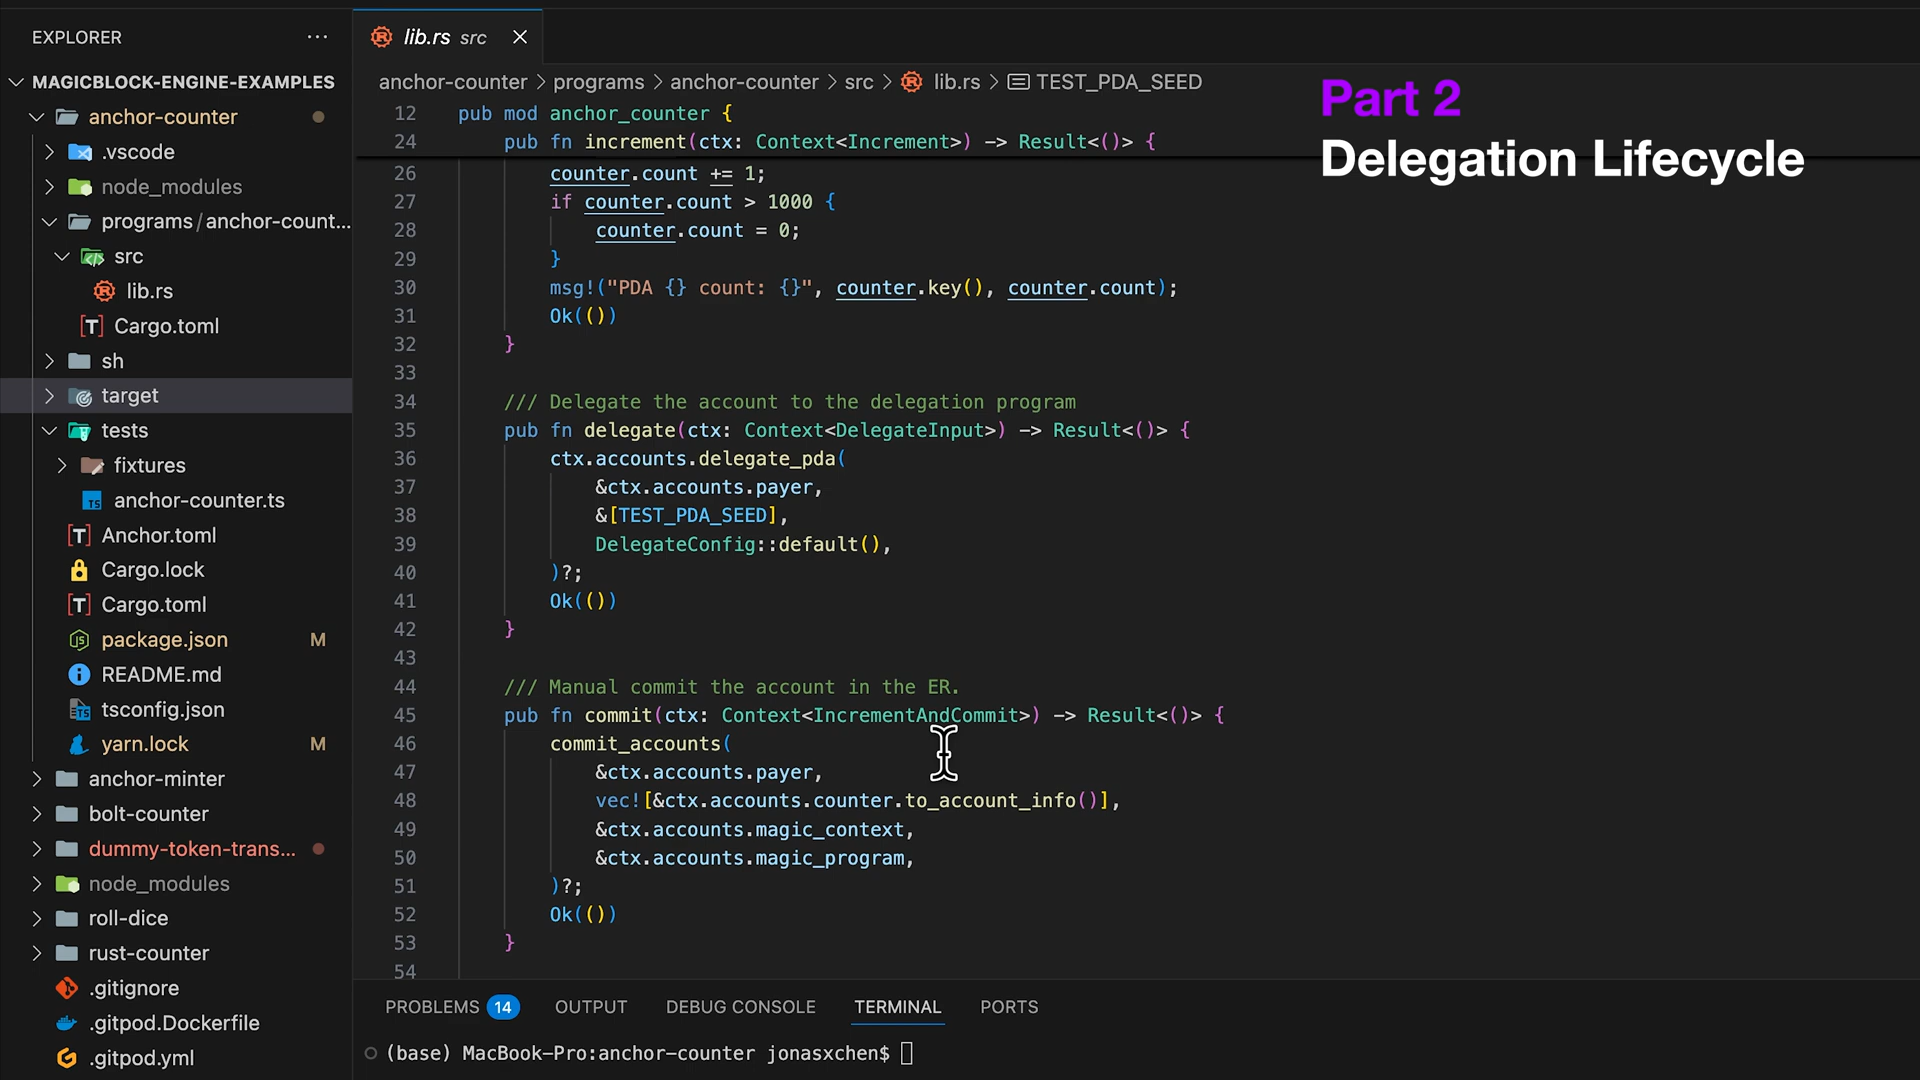 EXPLORER
MAGICBLOCK-ENGINE-EXAMPLES
anchor-counter
.vscode
node_modules
programs/anchor-count...
src
lib.rs
Cargo.toml
sh
target
tests
fixtures
anchor-counter.ts
Anchor.toml
Cargo.lock
Cargo.toml
package.json M
README.md
tsconfig.json
yarn.lock M
anchor-minter
bolt-counter
dummy-token-trans...
node_modules
roll-dice
rust-counter
.gitignore
.gitpod.Dockerfile
.gitpod.yml
lib.rs src
anchor-counter > programs > anchor-counter > src > lib.rs > TEST_PDA_SEED
Part 2
Delegation Lifecycle
12 pub mod anchor_counter {
24 pub fn increment(ctx: Context<Increment>) -> Result<()> {
26 counter.count += 1;
27 if counter.count > 1000 {
28 counter.count = 0;
29 }
30 msg!("PDA {} count: {}", counter.key(), counter.count);
31 Ok(())
32 }
33
34 /// Delegate the account to the delegation program
35 pub fn delegate(ctx: Context<DelegateInput>) -> Result<()> {
36 ctx.accounts.delegate_pda(
37 &ctx.accounts.payer,
38 &[TEST_PDA_SEED],
39 DelegateConfig::default(),
40 )?;
41 Ok(())
42 }
43
44 /// Manual commit the account in the ER.
45 pub fn commit(ctx: Context<IncrementAndCommit>) -> Result<()> {
46 commit_accounts(
47 &ctx.accounts.payer,
48 vec![&ctx.accounts.counter.to_account_info()],
49 &ctx.accounts.magic_context,
50 &ctx.accounts.magic_program,
51 )?;
52 Ok(())
53 }
54
PROBLEMS 14 OUTPUT DEBUG CONSOLE TERMINAL PORTS
(base) MacBook-Pro:anchor-counter jonasxchen$